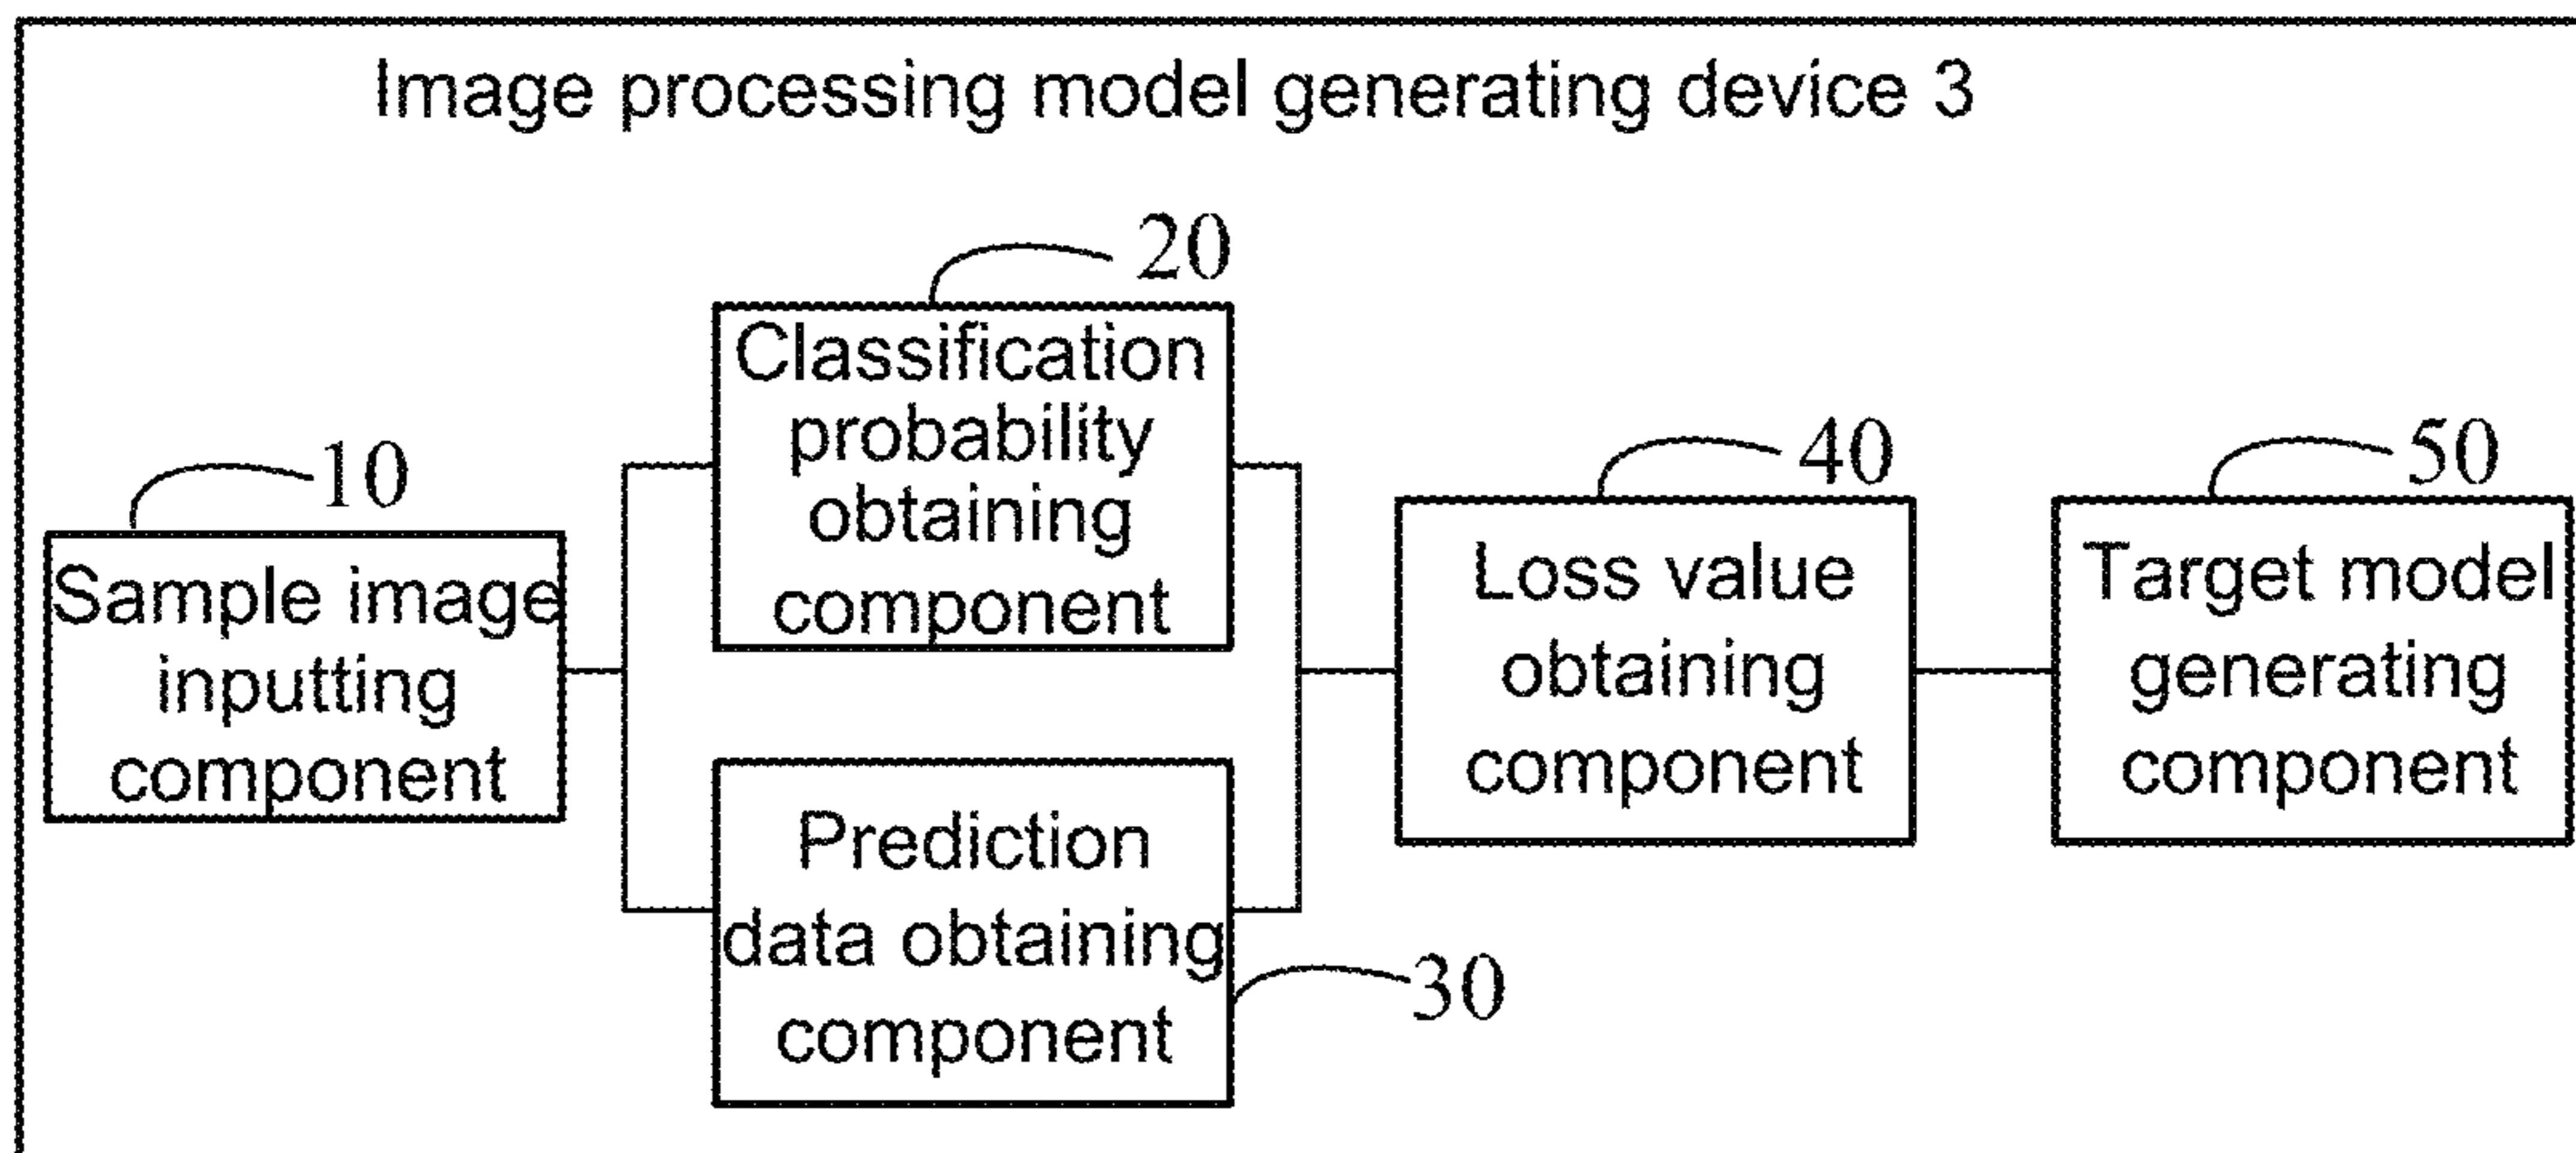 Image processing model generating device 3
10
Sample image
inputting
component
20
Classification
probability
obtaining
component
Prediction
data obtaining
component
30
40
Loss value
obtaining
component
50
Target model
generating
component